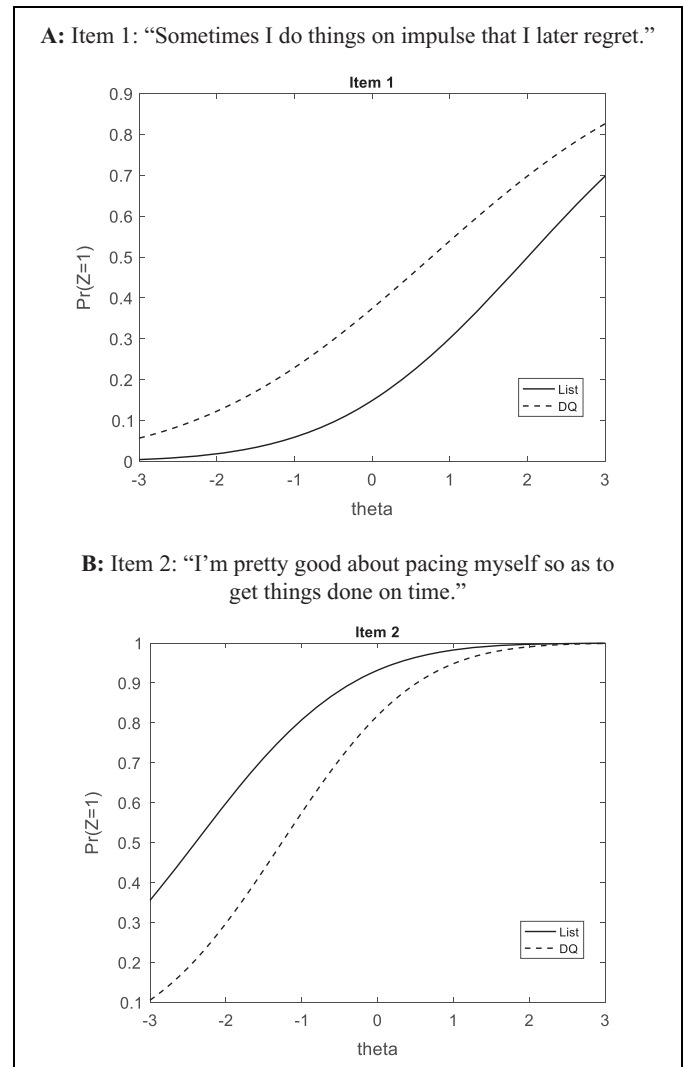 A: Item 1: “Sometimes I do things on impulse that I later regret.”
Item 1
0.9
0.8
0.7
0.6
0.5
0.4
0.3
0.2
0.1
0
Pr(Z=1)
List
DQ
-3
-2
-1
0
1
2
3
theta
B: Item 2: “I’m pretty good about pacing myself so as to
get things done on time.”
Item 2
1
0.9
0.8
0.7
0.6
0.5
0.4
0.3
0.2
0.1
Pr(Z=1)
List
DQ
-3
-2
-1
0
1
2
3
theta